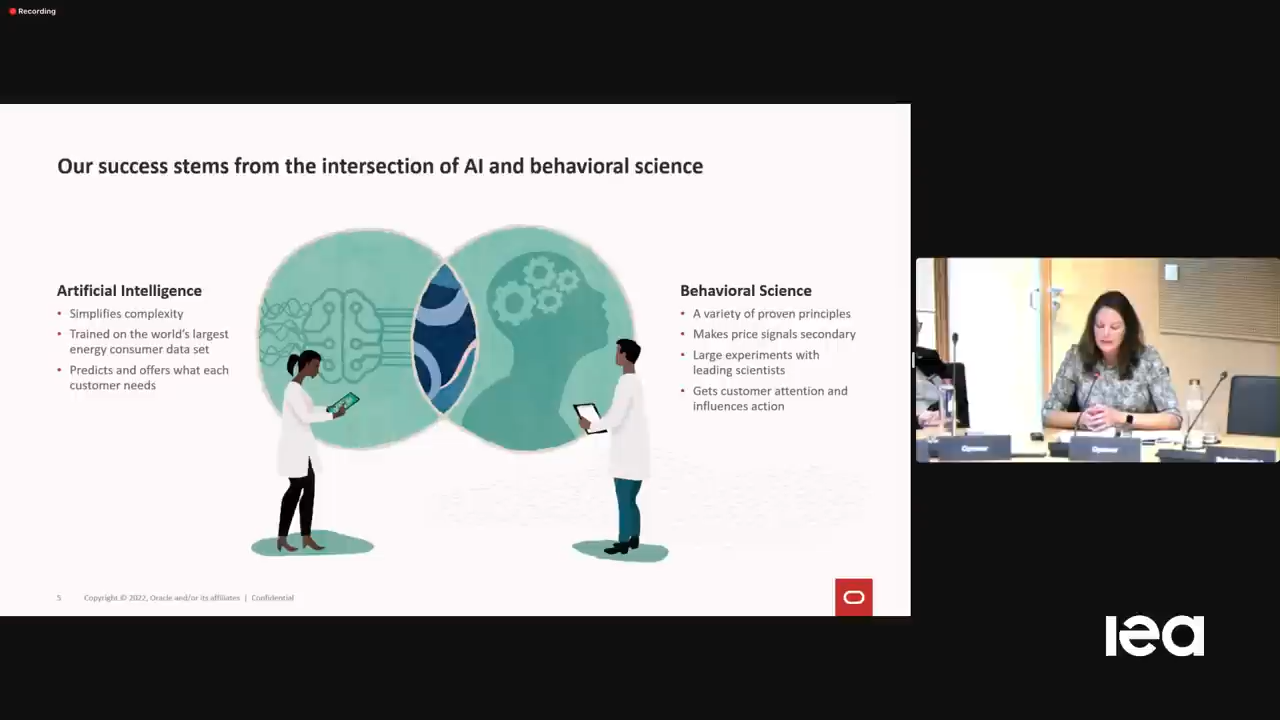 Recording
Our success stems from the intersection of AI and behavioral science
Artificial Intelligence
• Simplifies complexity
• Trained on the world's largest
energy consumer data set
• Predicts and offers what each
customer needs
Behavioral Science
• A variety of proven principles
• Makes price signals secondary
• Large experiments with
leading scientists
• Gets customer attention and
influences action
5 Copyright © 2022, Oracle and/or its affiliates | Confidential
Opower
Opower
iea